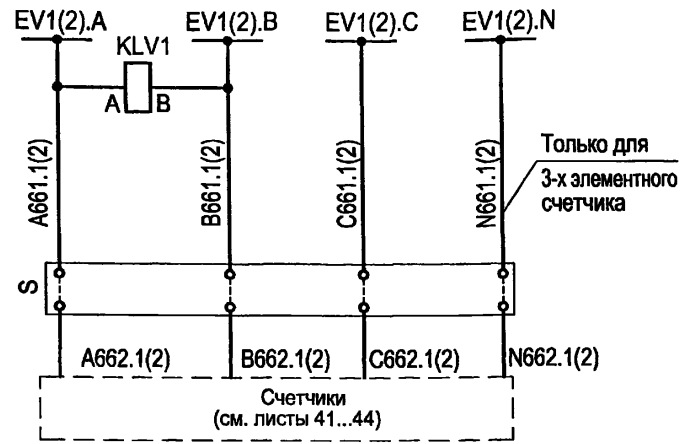 EV1(2).A
EV1(2).B
EV1(2).C
EV1(2).N
KLV1
A
B
A661.1(2)
B661.1(2)
C661.1(2)
N661.1(2)
Только для
3-х элементного
счетчика
S
A662.1(2)
B662.1(2)
C662.1(2)
N662.1(2)
Счетчики
(см. листы 41...44)